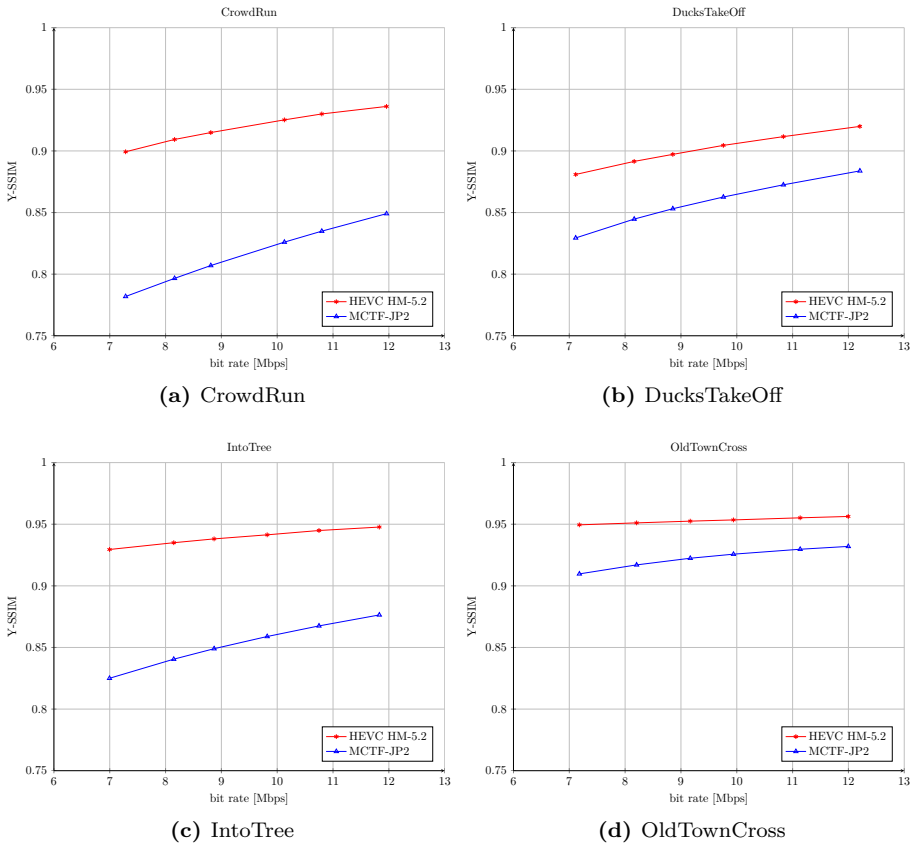 CrowdRun
1
0.95
0.9
0.85
0.8
0.75
Y-SSIM
HEVC HM-5.2
MCTF-JP2
6 7 8 9 10 11 12 13
bit rate [Mbps]
(a) CrowdRun
DucksTakeOff
1
0.95
0.9
0.85
0.8
0.75
Y-SSIM
HEVC HM-5.2
MCTF-JP2
6 7 8 9 10 11 12 13
bit rate [Mbps]
(b) DucksTakeOff
IntoTree
1
0.95
0.9
0.85
0.8
0.75
Y-SSIM
HEVC HM-5.2
MCTF-JP2
6 7 8 9 10 11 12 13
bit rate [Mbps]
(c) IntoTree
OldTownCross
1
0.95
0.9
0.85
0.8
0.75
Y-SSIM
HEVC HM-5.2
MCTF-JP2
6 7 8 9 10 11 12 13
bit rate [Mbps]
(d) OldTownCross